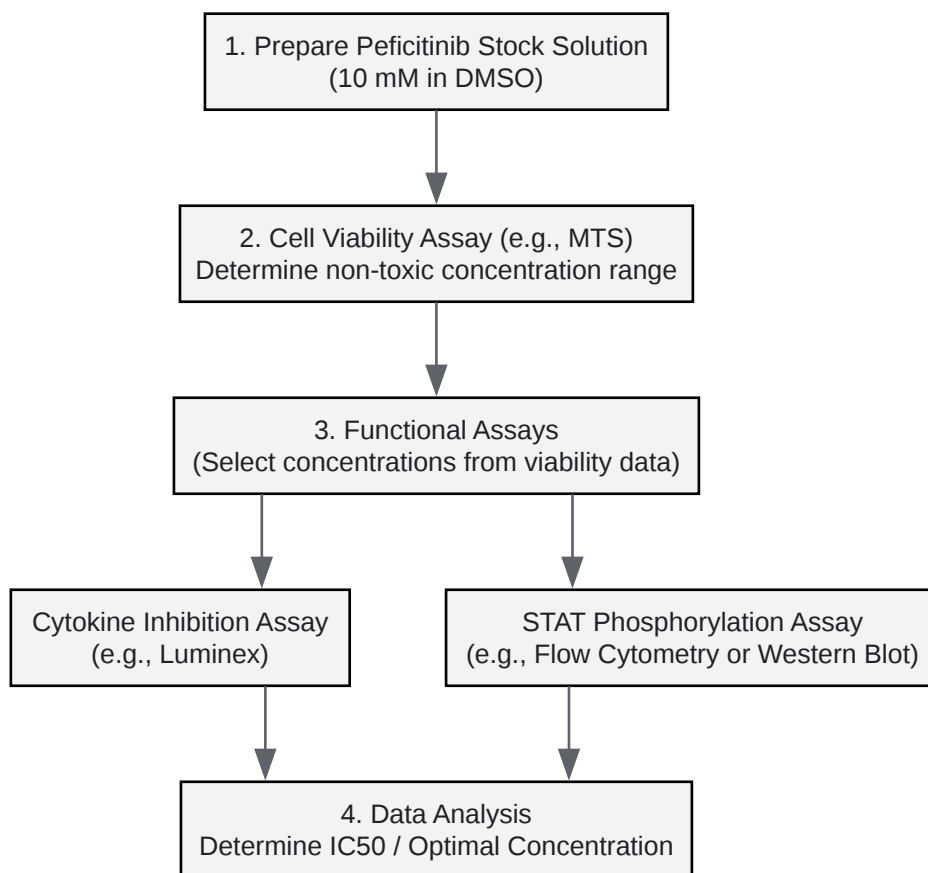 1. Prepare Peficitinib Stock Solution
(10 mM in DMSO)
2. Cell Viability Assay (e.g., MTS)
Determine non-toxic concentration range
3. Functional Assays
(Select concentrations from viability data)
Cytokine Inhibition Assay
(e.g., Luminex)
STAT Phosphorylation Assay
(e.g., Flow Cytometry or Western Blot)
4. Data Analysis
Determine IC50 / Optimal Concentration